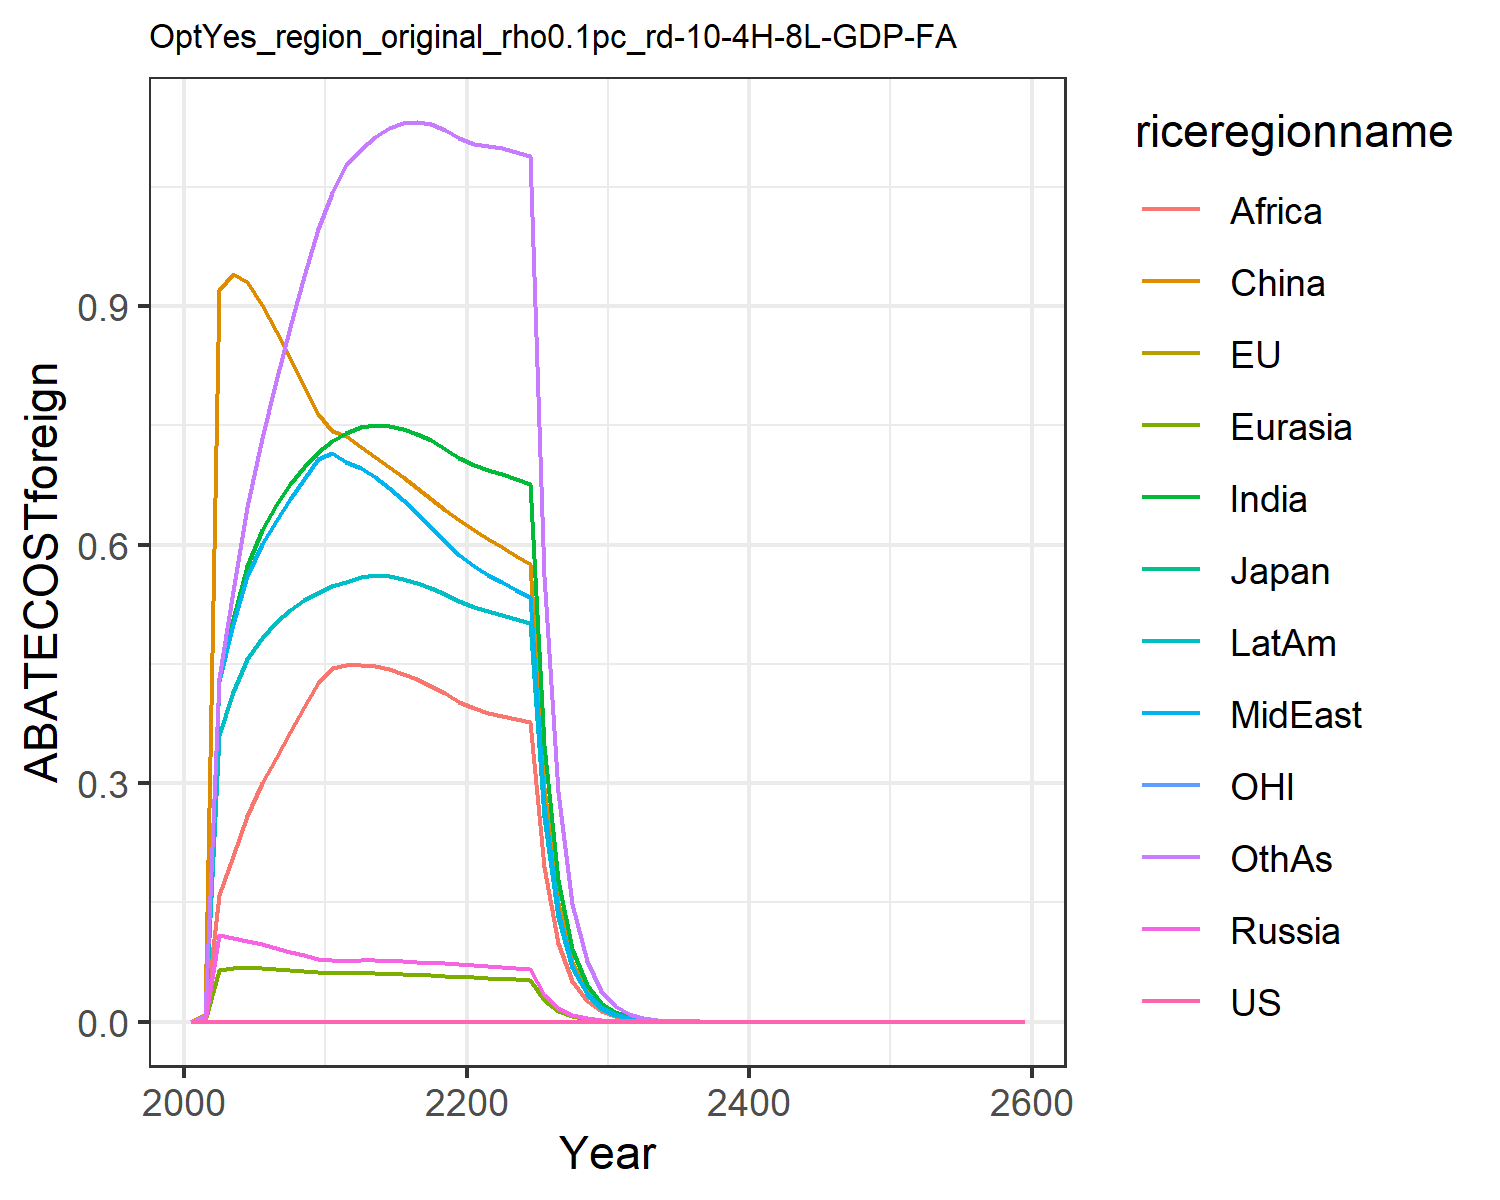 OptYes_region_original_rho0.1pc_rd-10-4H-8L-GDP-FA
ABATECOSTforeign
0.9
0.6
0.3
0.0
2000 2200 2400 2600
Year
riceregionname
Africa
China
EU
Eurasia
India
Japan
LatAm
MidEast
OHI
OthAs
Russia
US